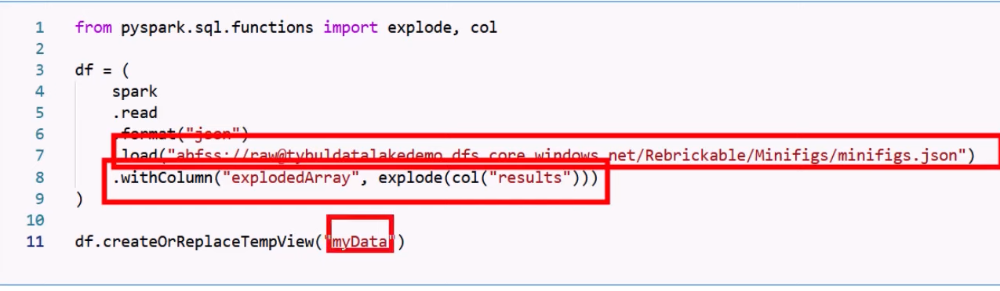 1 from pyspark.sql.functions import explode, col
2
3 df = (
4 spark
5 .read
6 .format("json")
7 .load("abfss://raw@tybuldatalakedemo.dfs.core.windows.net/Rebrickable/Minifigs/minifigs.json")
8 .withColumn("explodedArray", explode(col("results")))
9 )
10
11 df.createOrReplaceTempView("myData")